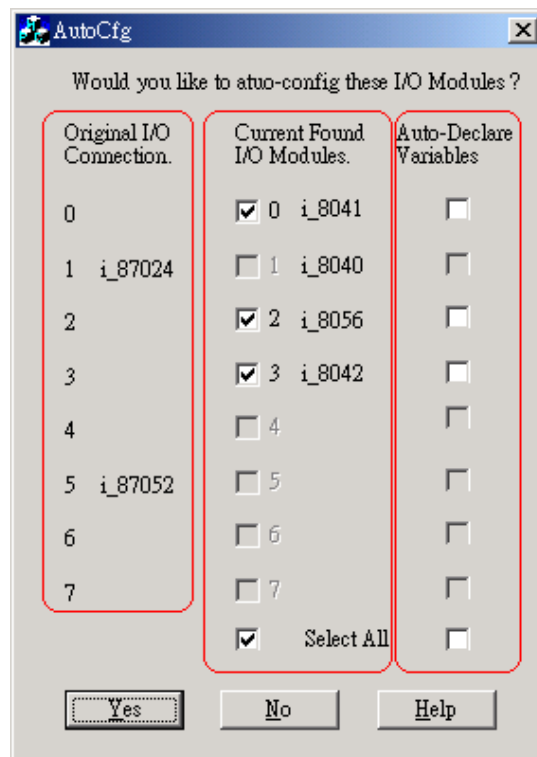 AutoCfg
Would you like to atuo-config these I/O Modules ?
Original I/O Connection.
Current Found I/O Modules.
Auto-Declare Variables
0
0 i_8041
1 i_87024
1 i_8040
2
2 i_8056
3
3 i_8042
4
4
5 i_87052
5
6
6
7
7
Select All
Yes
No
Help